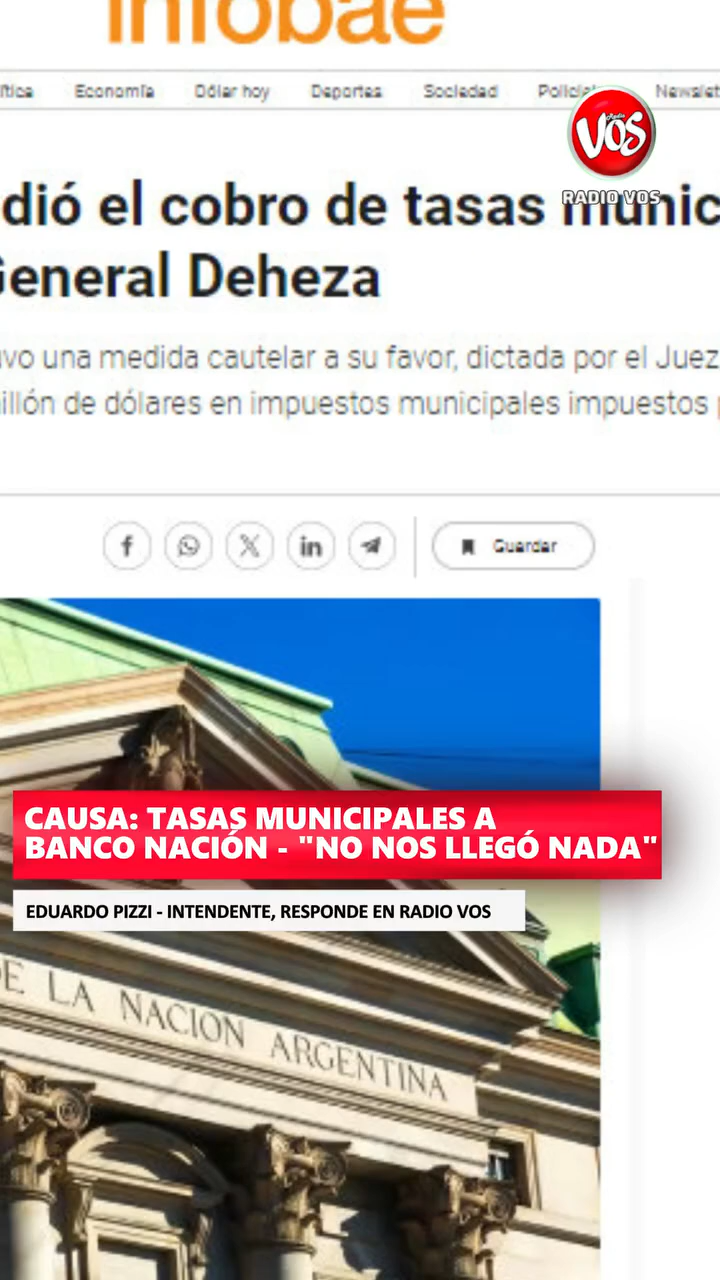 infobae
Economía Dólar hoy Deportes Sociedad
Radio
VOS
RADIO VOS
dió el cobro de tasas munic
General Deheza
vo una medida cautelar a su favor, dictada por el Juez
illón de dólares en impuestos municipales impuestos
Guardar
CAUSA: TASAS MUNICIPALES A
BANCO NACIÓN - "NO NOS LLEGÓ NADA"
EDUARDO PIZZI - INTENDENTE, RESPONDE EN RADIO VOS
DE LA NACION ARGENTINA